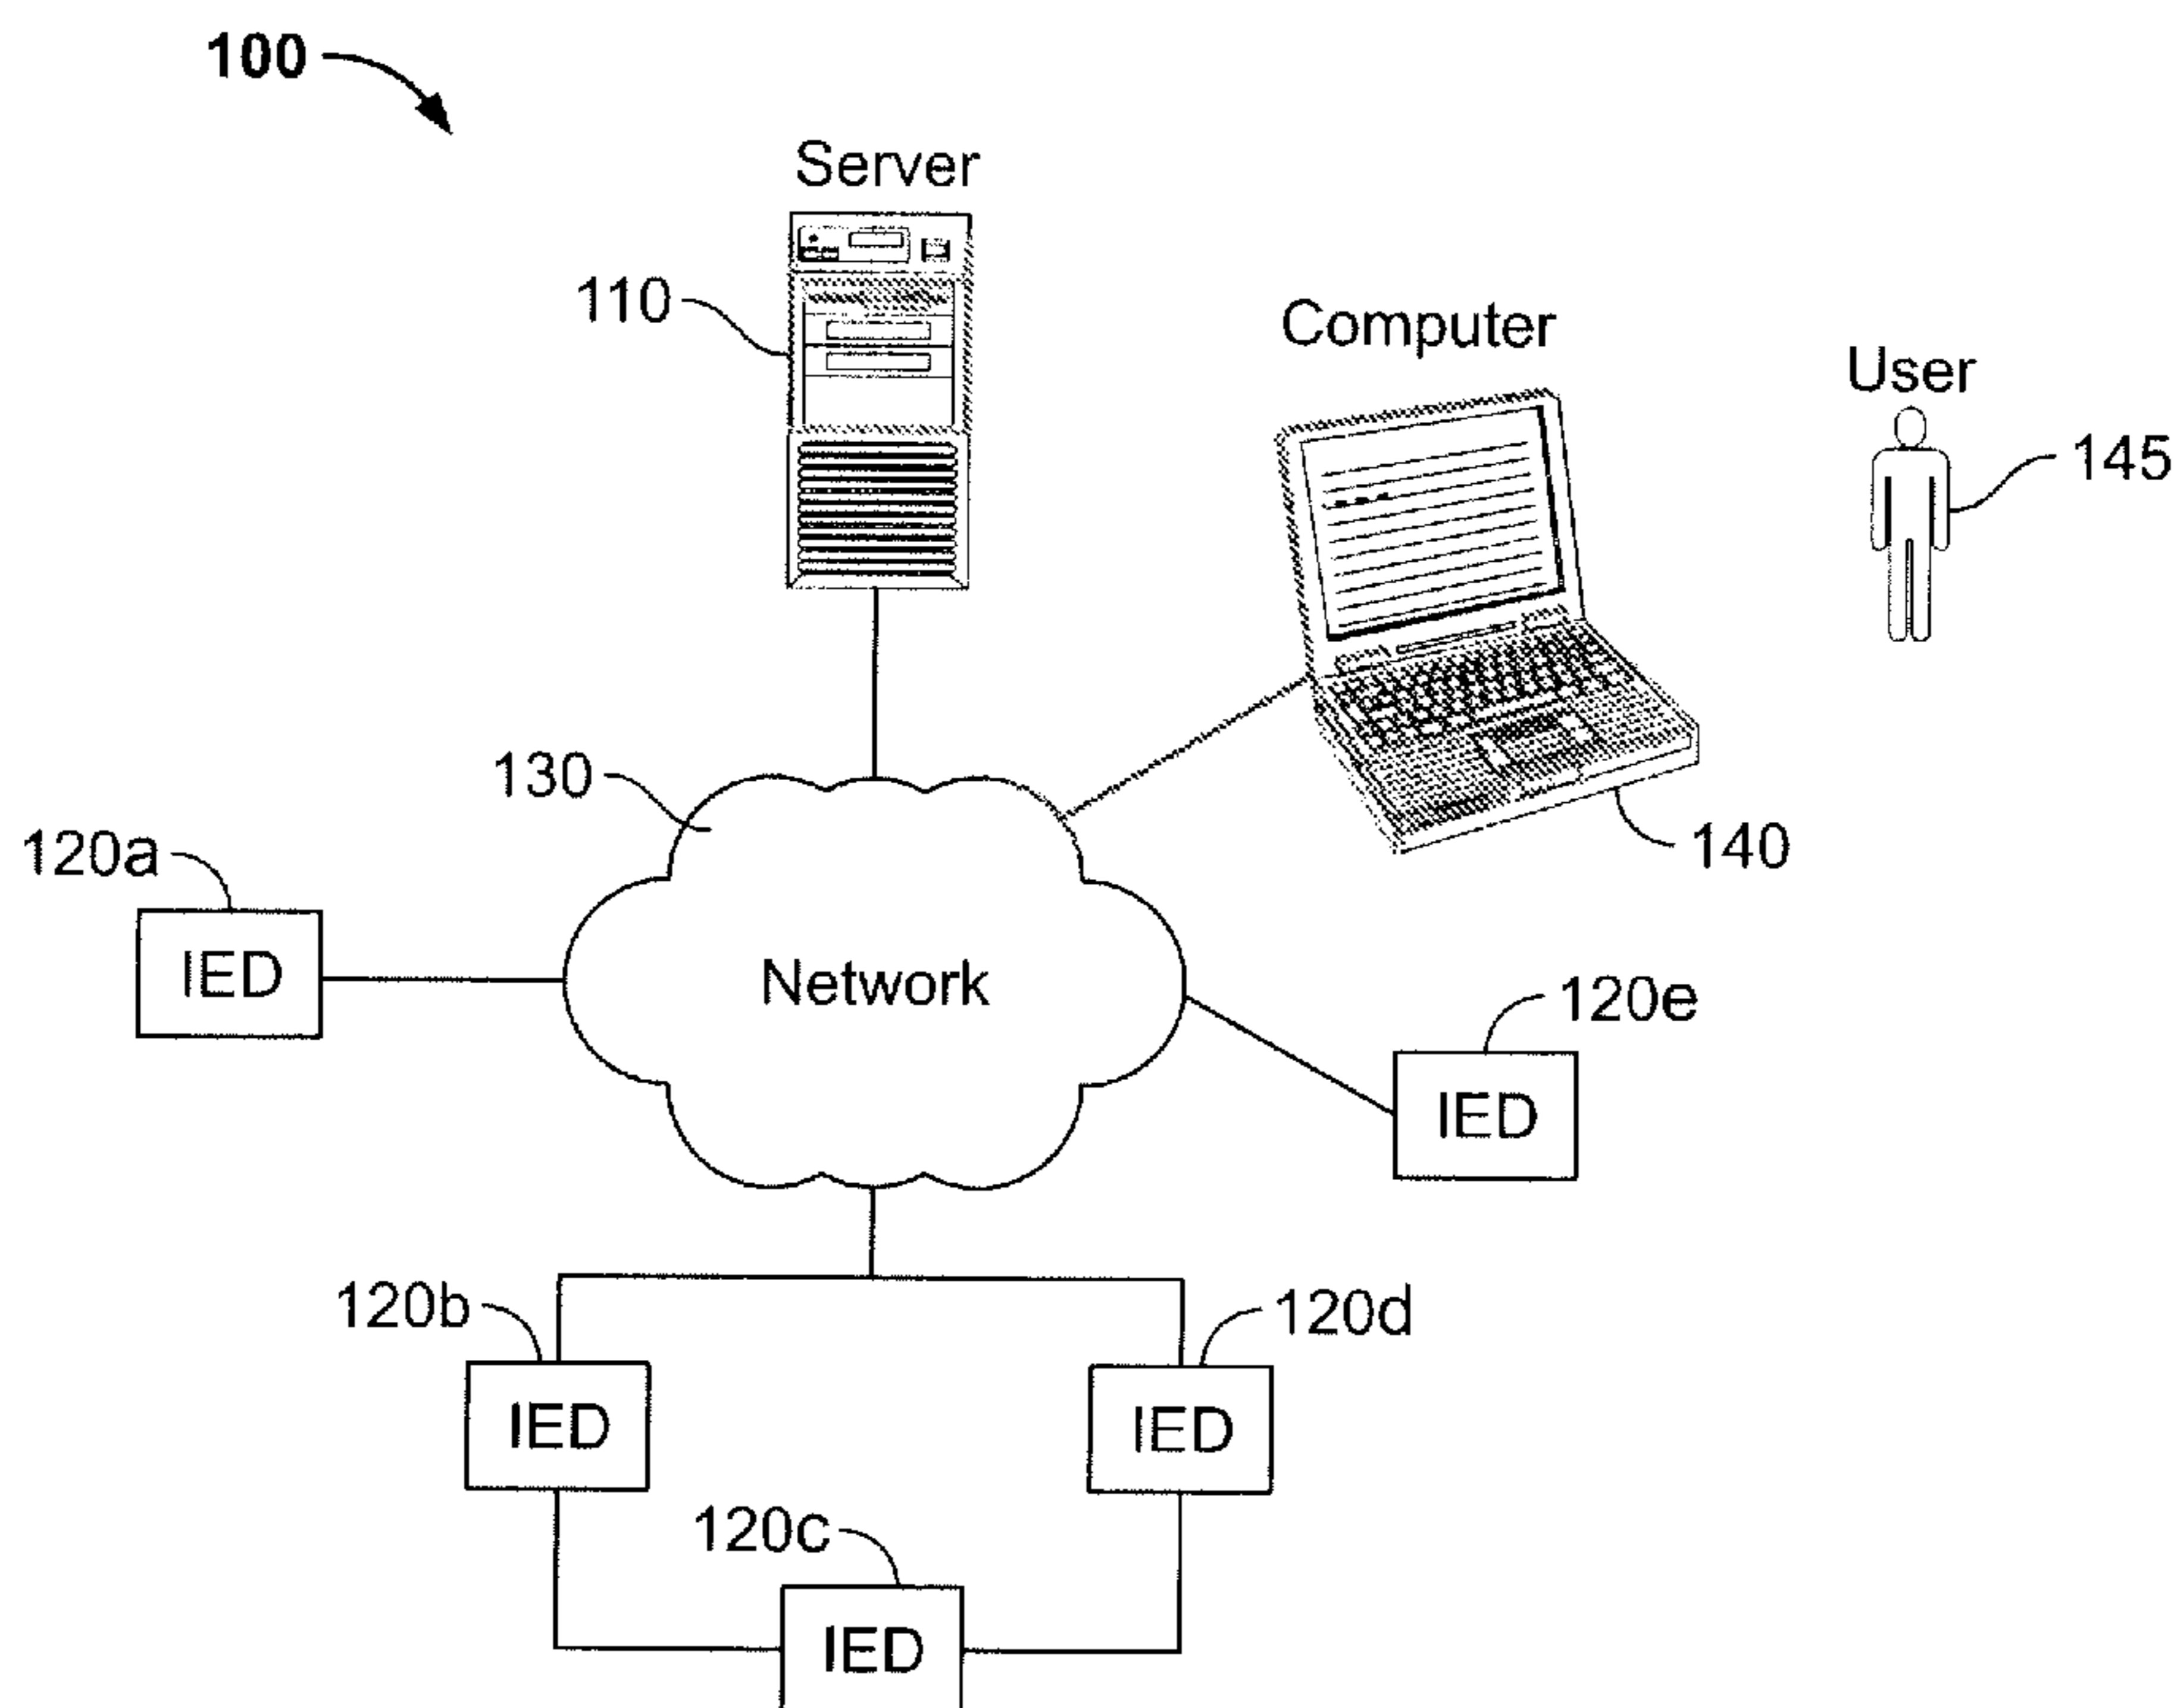 100
Server
110
Computer
User
145
130
140
120a
IED
Network
120e
IED
120b
120d
IED
IED
120c
IED